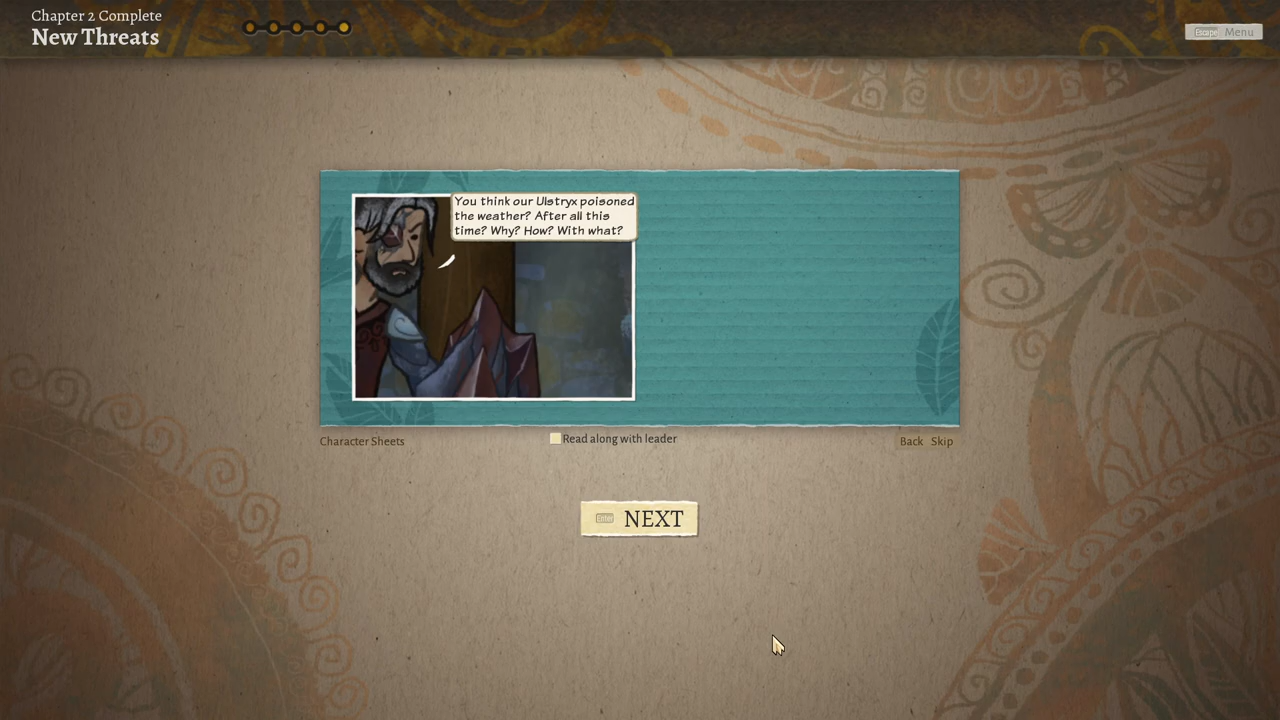 Chapter 2 Complete
New Threats
Escape Menu
You think our Ulstryx poisoned
the weather? After all this
time? Why? How? With what?
Character Sheets
Read along with leader
Back Skip
Enter NEXT